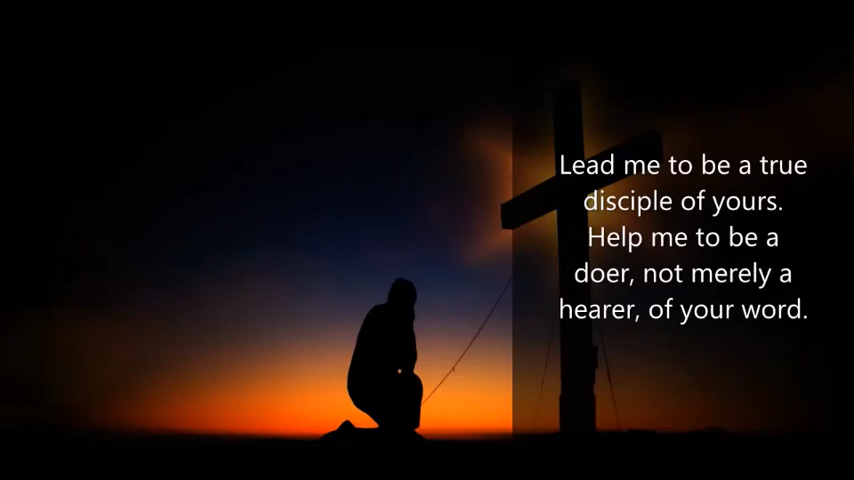 Lead me to be a true
disciple of yours.
Help me to be a
doer, not merely a
hearer, of your word.